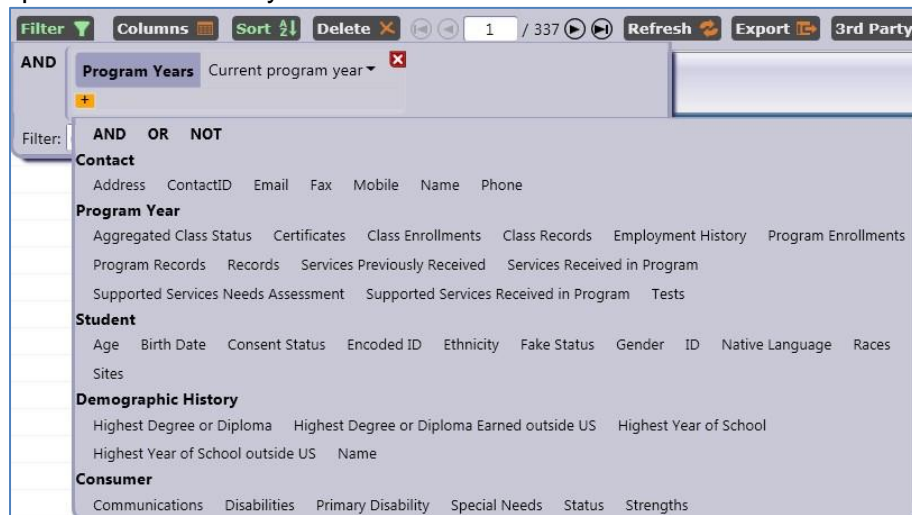 Filter Columns Sort Delete 1 / 337 Refresh Export 3rd Party
AND Program Years Current program year
+
Filter:
AND OR NOT
Contact
Address ContactID Email Fax Mobile Name Phone
Program Year
Aggregated Class Status Certificates Class Enrollments Class Records Employment History Program Enrollments
Program Records Records Services Previously Received Services Received in Program
Supported Services Needs Assessment Supported Services Received in Program Tests
Student
Age Birth Date Consent Status Encoded ID Ethnicity Fake Status Gender ID Native Language Races
Sites
Demographic History
Highest Degree or Diploma Highest Degree or Diploma Earned outside US Highest Year of School
Highest Year of School outside US Name
Consumer
Communications Disabilities Primary Disability Special Needs Status Strengths